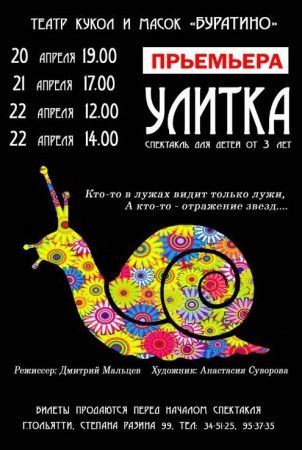 ТЕАТР КУКОЛ И МАСОК «БУРАТИНО»
20 АПРЕЛЯ 19.00
21 АПРЕЛЯ 17.00
22 АПРЕЛЯ 12.00
22 АПРЕЛЯ 14.00
ПРЬЕМЬЕРА
УЛИТКА
СПЕКТАКЛЬ ДЛЯ ДЕТЕЙ ОТ 3 ЛЕТ
Кто-то в лужах видит только лужи,
А кто-то - отражение звезд....
Режиссер: Дмитрий Мальцев Художник: Анастасия Суворова
БИЛЕТЫ ПРОДАЮТСЯ ПЕРЕД НАЧАЛОМ СПЕКТАКЛЯ
Г.ТОЛЬЯТТИ, СТЕПАНА РАЗИНА 99, ТЕЛ: 34-51-25, 95-37-35